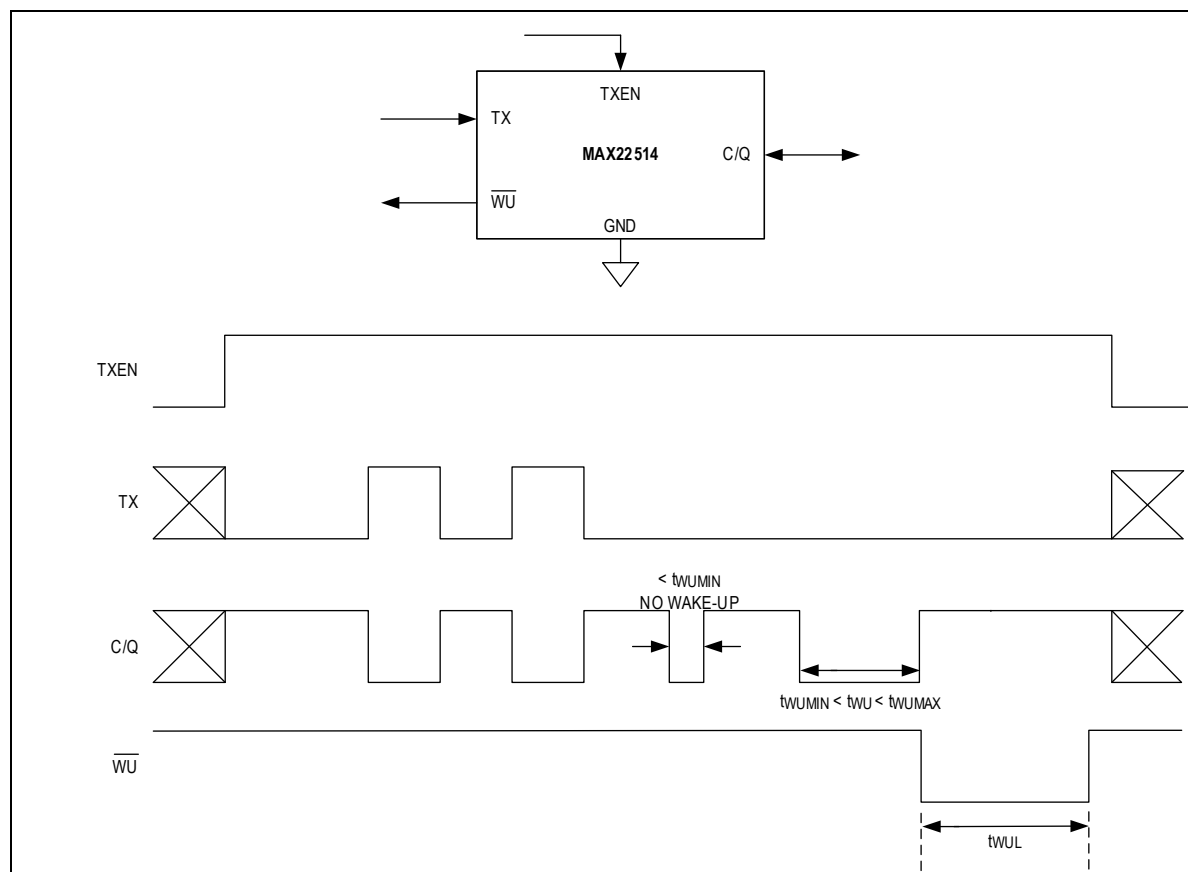 TXEN
TX
MAX22514
C/Q
WU
GND
TXEN
TX
< tWUMIN
NO WAKE-UP
C/Q
tWUMIN < tWU < tWUMAX
WU
tWUL